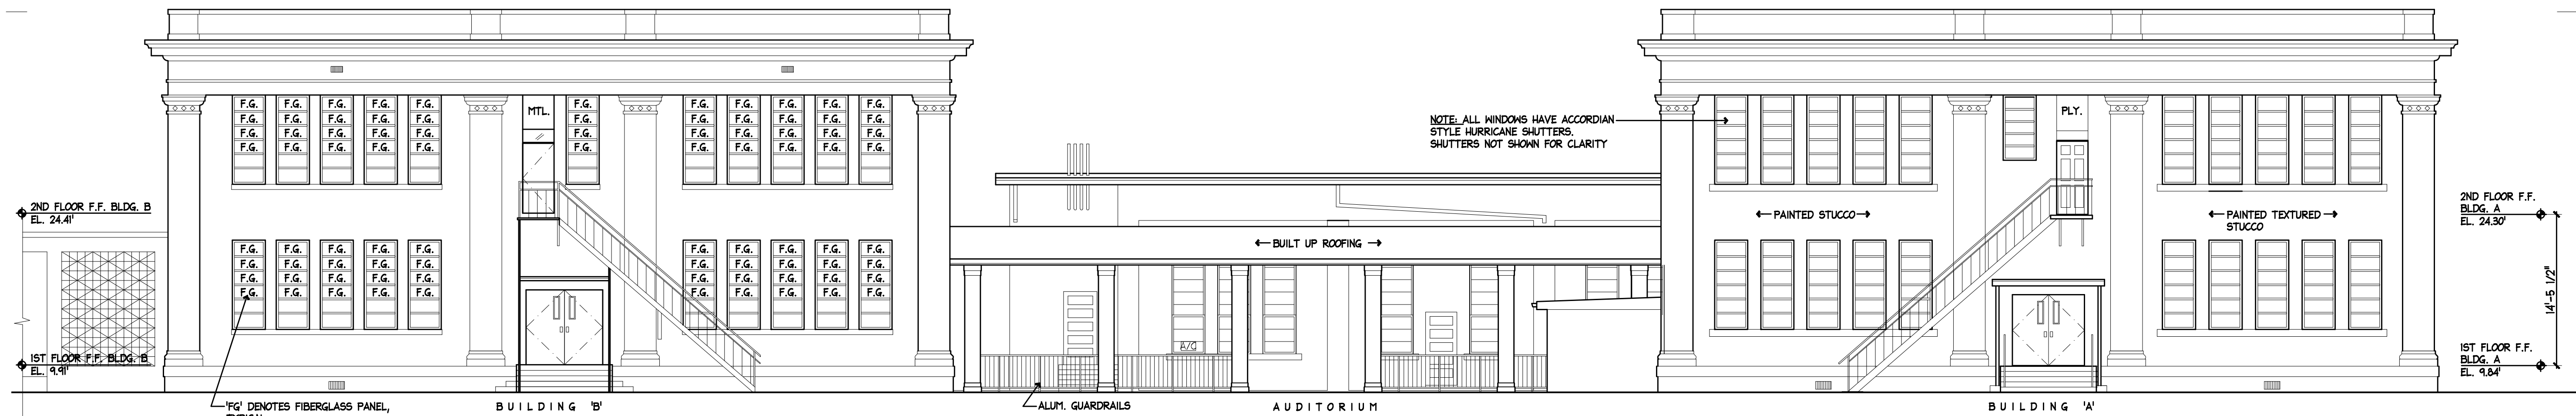 F.G. F.G. F.G. F.G. F.G. MTL. F.G. F.G. F.G. F.G. F.G. F.G.
F.G. F.G. F.G. F.G. F.G. F.G. F.G. F.G. F.G. F.G. F.G.
F.G. F.G. F.G. F.G. F.G. F.G. F.G. F.G. F.G. F.G. F.G.
F.G. F.G. F.G. F.G. F.G. F.G. F.G. F.G. F.G. F.G. F.G.
2ND FLOOR F.F. BLDG. B
EL. 24.41'
F.G. F.G. F.G. F.G. F.G. F.G. F.G. F.G. F.G. F.G.
F.G. F.G. F.G. F.G. F.G. F.G. F.G. F.G. F.G. F.G.
F.G. F.G. F.G. F.G. F.G. F.G. F.G. F.G. F.G. F.G.
F.G. F.G. F.G. F.G. F.G. F.G. F.G. F.G. F.G. F.G.
1ST FLOOR F.F. BLDG. B
EL. 9.91'
'FG' DENOTES FIBERGLASS PANEL,
BUILDING 'B'
NOTE: ALL WINDOWS HAVE ACCORDIAN
STYLE HURRICANE SHUTTERS.
SHUTTERS NOT SHOWN FOR CLARITY
BUILT UP ROOFING
A/C
ALUM. GUARDRAILS
AUDITORIUM
PLY.
PAINTED STUCCO
PAINTED TEXTURED
STUCCO
2ND FLOOR F.F.
BLDG. A
EL. 24.30'
14'-5 1/2"
1ST FLOOR F.F.
BLDG. A
EL. 9.84'
BUILDING 'A'